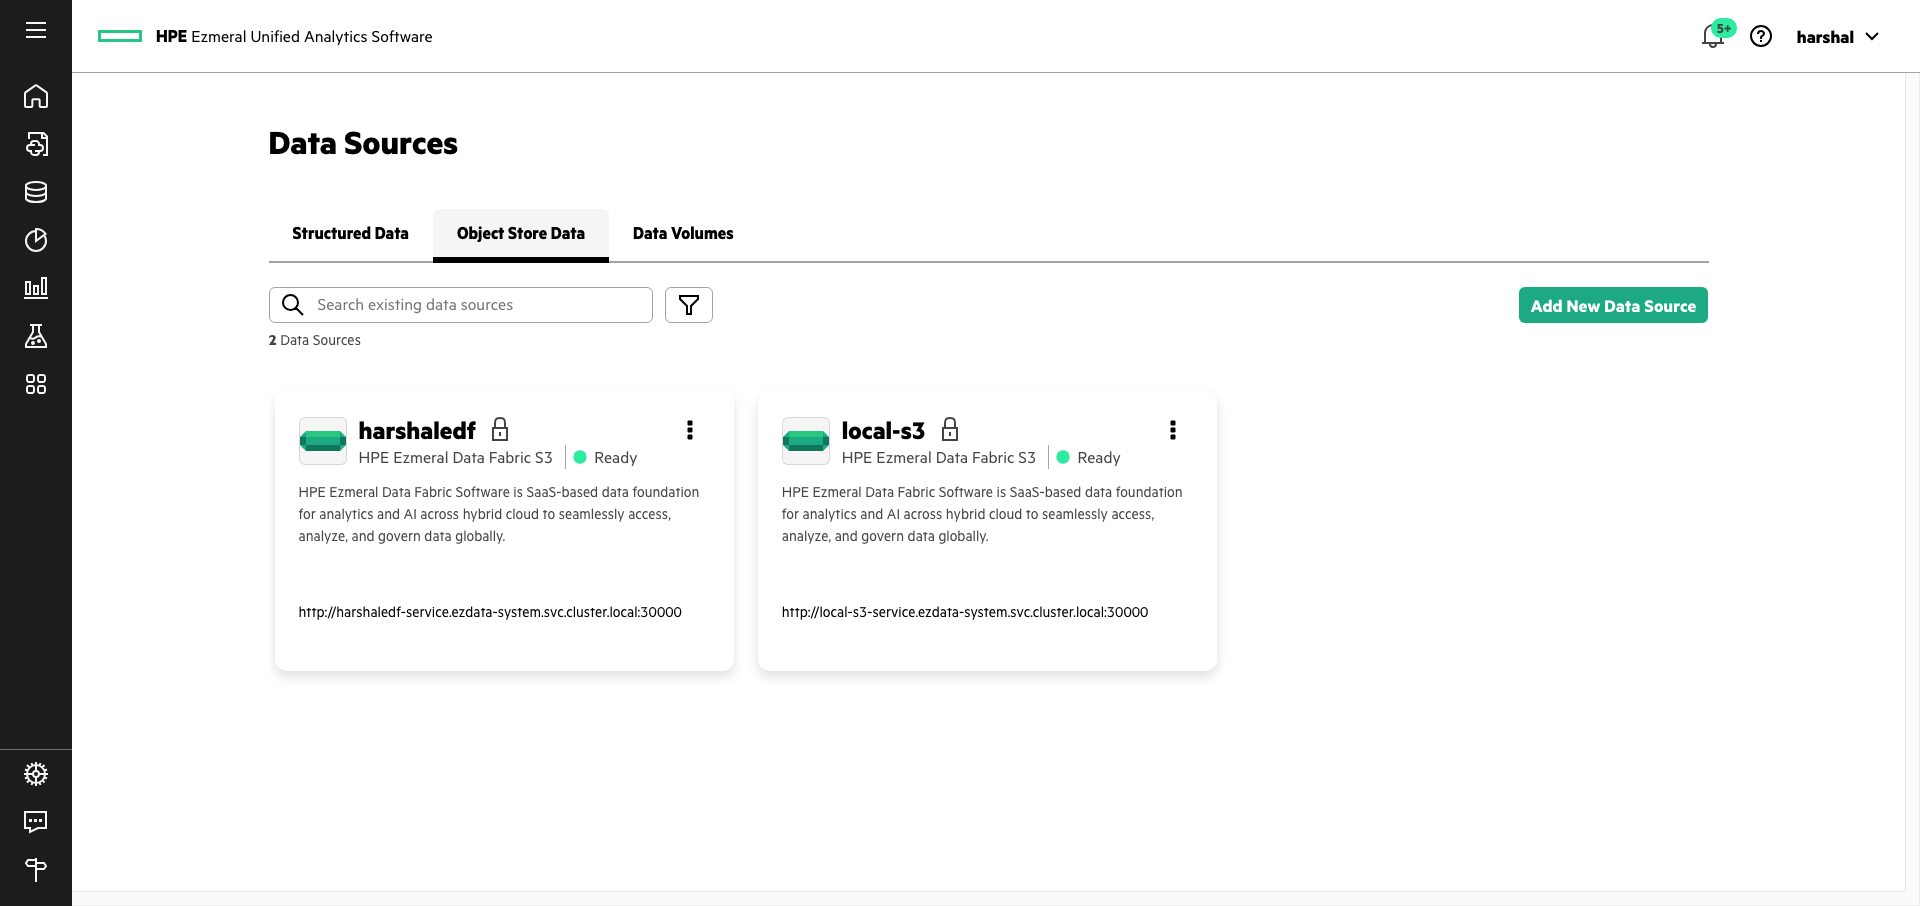 HPE Ezmeral Unified Analytics Software
5+
harshal
Data Sources
Structured Data
Object Store Data
Data Volumes
Search existing data sources
Add New Data Source
2 Data Sources
harshaledf
HPE Ezmeral Data Fabric S3
Ready
HPE Ezmeral Data Fabric Software is SaaS-based data foundation
for analytics and AI across hybrid cloud to seamlessly access,
analyze, and govern data globally.
http://harshaledf-service.ezdata-system.svc.cluster.local:30000
local-s3
HPE Ezmeral Data Fabric S3
Ready
HPE Ezmeral Data Fabric Software is SaaS-based data foundation
for analytics and AI across hybrid cloud to seamlessly access,
analyze, and govern data globally.
http://local-s3-service.ezdata-system.svc.cluster.local:30000